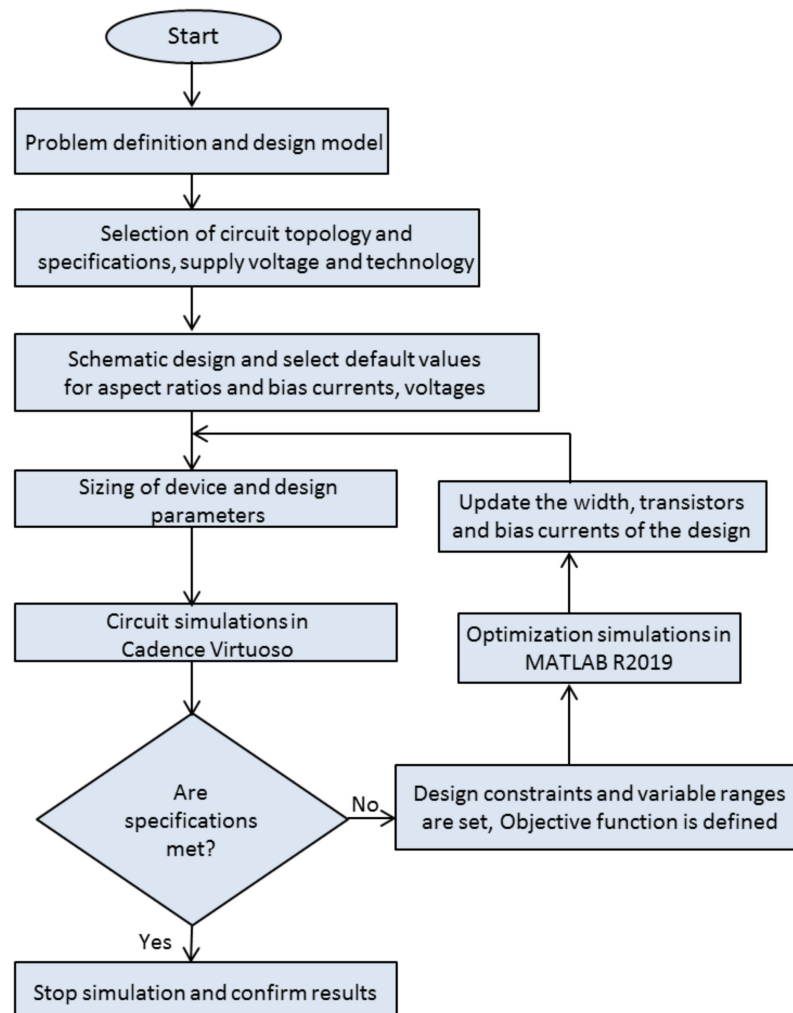 Start
Problem definition and design model
Selection of circuit topology and
specifications, supply voltage and technology
Schematic design and select default values
for aspect ratios and bias currents, voltages
Sizing of device and design
parameters
Update the width, transistors
and bias currents of the design
Circuit simulations in
Cadence Virtuoso
Optimization simulations in
MATLAB R2019
Are
specifications
met?
No
Design constraints and variable ranges
are set, Objective function is defined
Yes
Stop simulation and confirm results